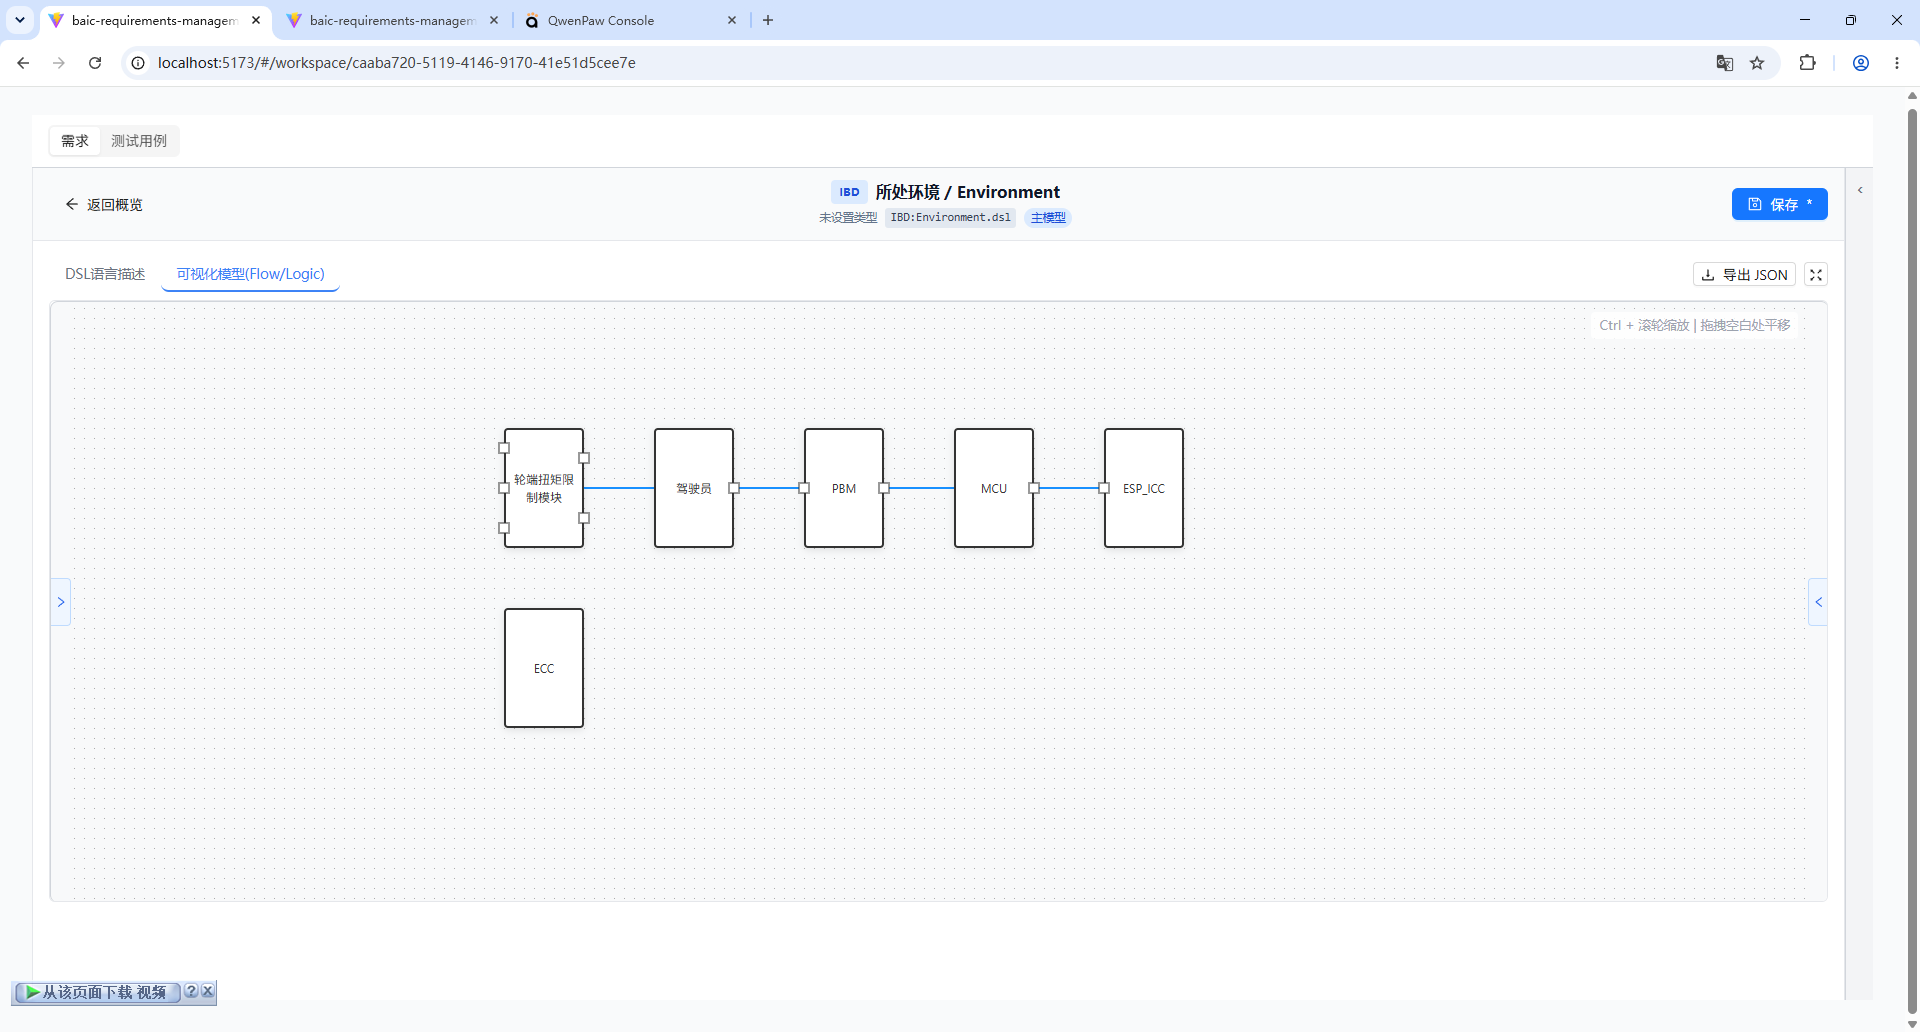 baic-requirements-managem
baic-requirements-managem
QwenPaw Console
localhost:5173/#/workspace/caaba720-5119-4146-9170-41e51d5cee7e
需求
测试用例
返回概览
IBD 所处环境 / Environment
未设置类型 IBD:Environment.dsl 主模型
保存 *
DSL语言描述
可视化模型(Flow/Logic)
导出 JSON
Ctrl + 滚轮缩放 | 拖拽空白处平移
轮端扭矩限
制模块
驾驶员
PBM
MCU
ESP_ICC
ECC
从该页面下载 视频